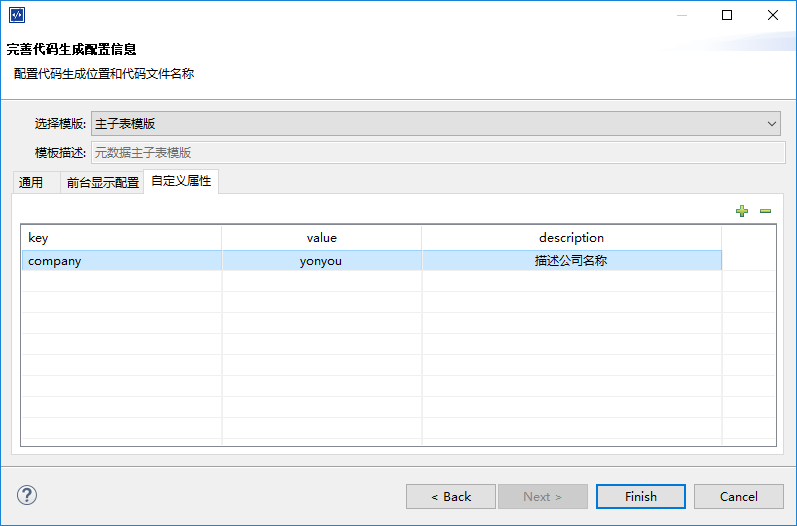 完善代码生成配置信息
配置代码生成位置和代码文件名称
选择模版: 主子表模版
模板描述: 元数据主子表模版
通用 前台显示配置 自定义属性
key value description
company yonyou 描述公司名称
< Back Next > Finish Cancel